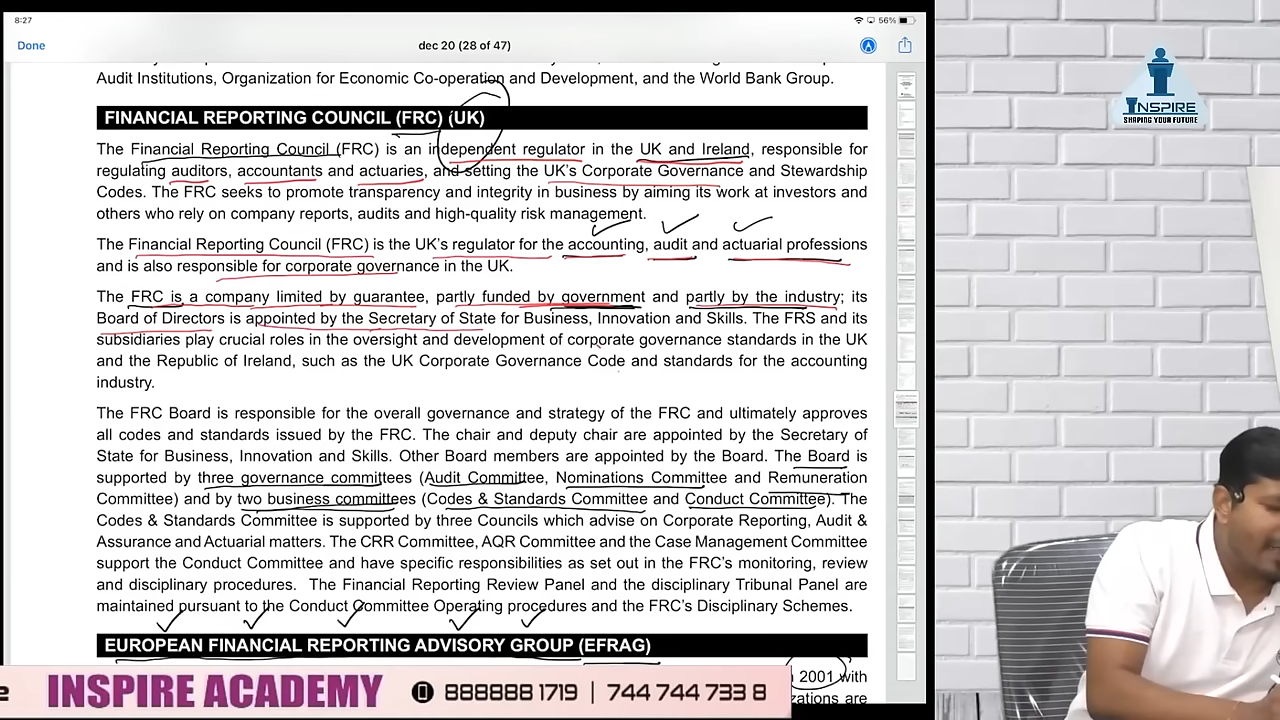 8:27
56%
Done
dec 20 (28 of 47)
Audit Institutions, Organization for Economic Co-operation and Development, and the World Bank Group.
FINANCIAL REPORTING COUNCIL (FRC) (UK)
The Financial Reporting Council (FRC) is an independent regulator in the UK and Ireland, responsible for
regulating auditors, accountants and actuaries, and setting the UK's Corporate Governance and Stewardship
Codes. The FRC seeks to promote transparency and integrity in business by aiming its work at investors and
others who rely on company reports, audits and high-quality risk management.
The Financial Reporting Council (FRC) is the UK's regulator for the accounting, audit and actuarial professions
and is also responsible for corporate governance in the UK.
The FRC is a company limited by guarantee, partly funded by government and partly by the industry; its
Board of Directors is appointed by the Secretary of State for Business, Innovation and Skills. The FRS and its
subsidiaries play crucial roles in the oversight and development of corporate governance standards in the UK
and the Republic of Ireland, such as the UK Corporate Governance Code and standards for the accounting
industry.
The FRC Board is responsible for the overall governance and strategy of the FRC and ultimately approves
all codes and standards issued by the FRC. The chair and deputy chair are appointed by the Secretary of
State for Business, Innovation and Skills. Other Board members are appointed by the Board. The Board is
supported by three governance committees (Audit Committee, Nominations Committee and Remuneration
Committee) and by two business committees (Codes & Standards Committee and Conduct Committee). The
Codes & Standards Committee is supported by three Councils which advise on Corporate Reporting, Audit &
Assurance and Actuarial matters. The CRR Committee, AQR Committee and the Case Management Committee
support the Conduct Committee and have specific responsibilities as set out in the FRC's monitoring, review
and disciplinary procedures. The Financial Reporting Review Panel and the disciplinary Tribunal Panel are
maintained pursuant to the Conduct Committee Operating procedures and the FRC's Disciplinary Schemes.
EUROPEAN FINANCIAL REPORTING ADVISORY GROUP (EFRAG)
2001 with
zations are
INSPIRE ACADEMY 888888 1719 | 744 744 733 8
INSPIRE
SHAPING YOUR FUTURE